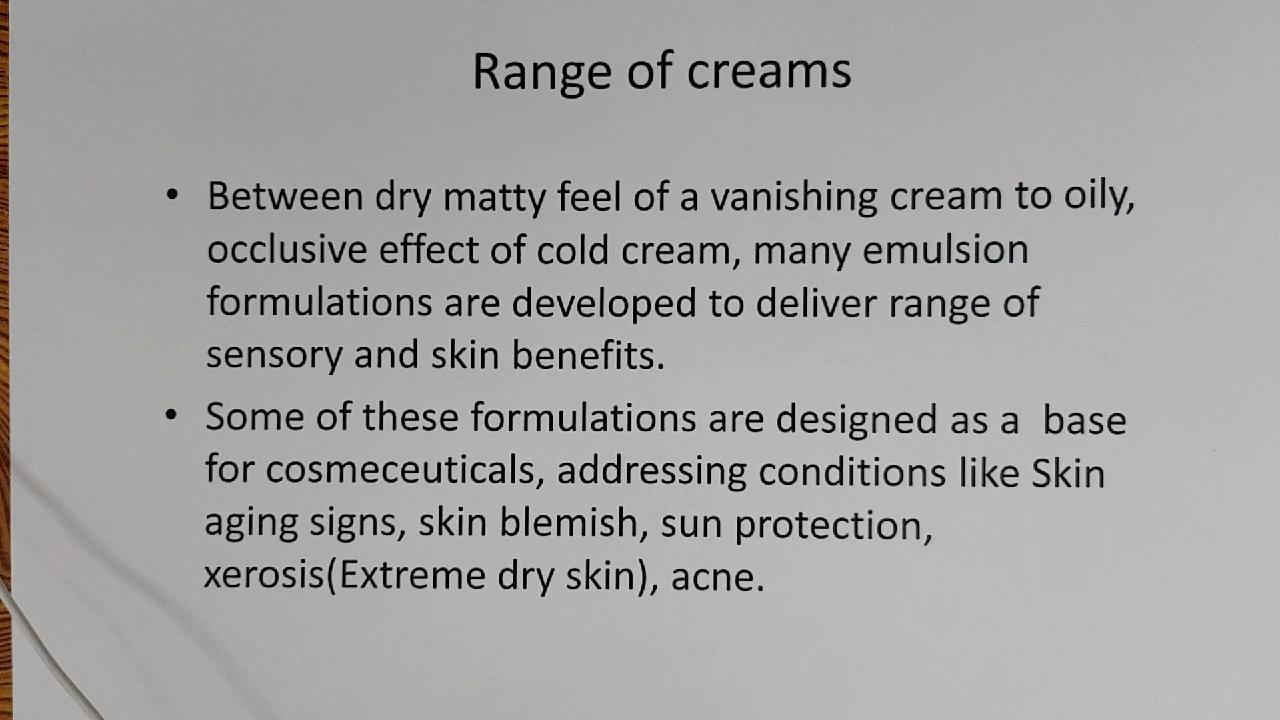 Range of creams
• Between dry matty feel of a vanishing cream to oily,
occlusive effect of cold cream, many emulsion
formulations are developed to deliver range of
sensory and skin benefits.
• Some of these formulations are designed as a  base
for cosmeceuticals, addressing conditions like Skin
aging signs, skin blemish, sun protection,
xerosis(Extreme dry skin), acne.